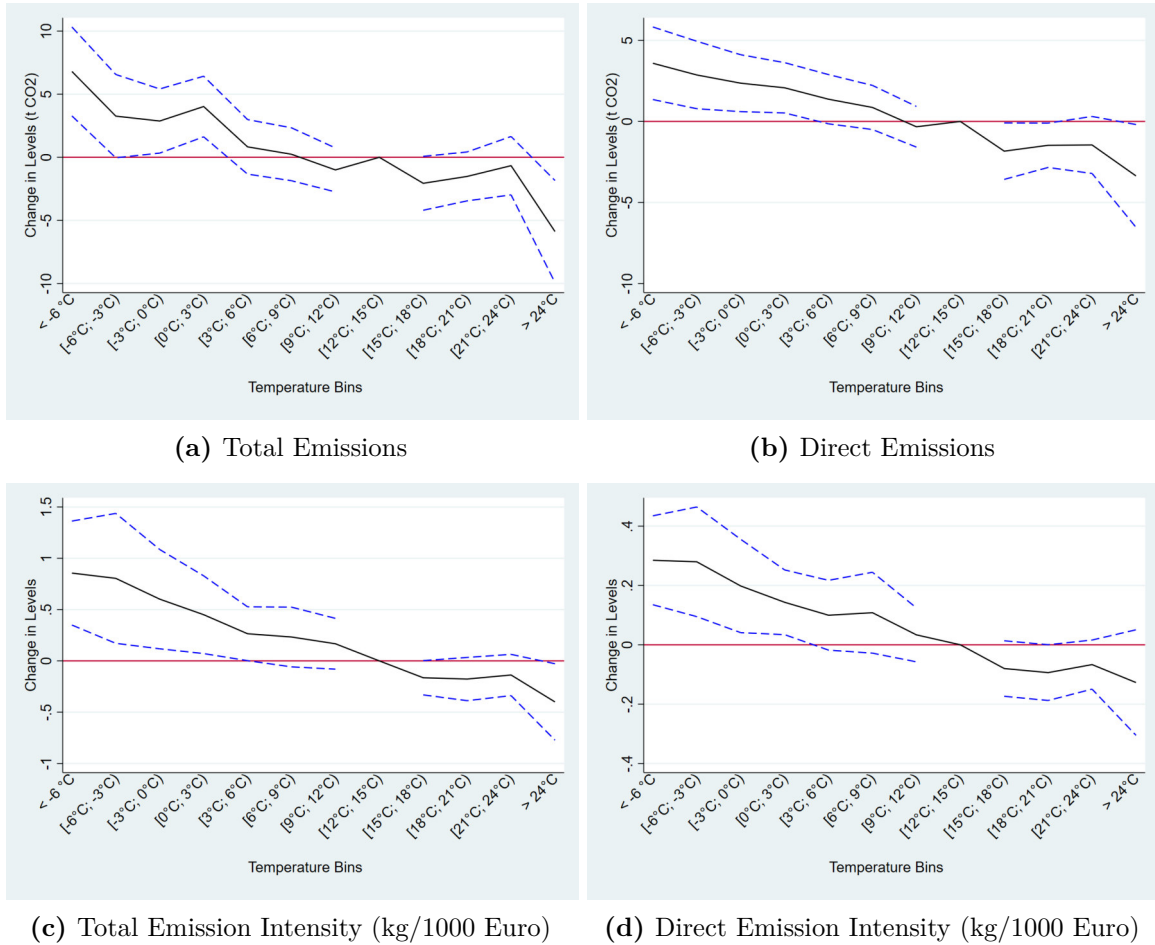 Change in Levels (t CO2)
10
5
0
-5
-10
< -6 °C
[-6°C; -3°C)
[-3°C; 0°C)
[0°C; 3°C)
[3°C; 6°C)
[6°C; 9°C)
[9°C; 12°C)
[12°C; 15°C)
[15°C; 18°C)
[18°C; 21°C)
[21°C; 24°C)
> 24°C
Temperature Bins
(a) Total Emissions
Change in Levels (t CO2)
5
0
-5
-10
< -6 °C
[-6°C; -3°C)
[-3°C; 0°C)
[0°C; 3°C)
[3°C; 6°C)
[6°C; 9°C)
[9°C; 12°C)
[12°C; 15°C)
[15°C; 18°C)
[18°C; 21°C)
[21°C; 24°C)
> 24°C
Temperature Bins
(b) Direct Emissions
Change in Levels
1.5
1
.5
0
-.5
-1
< -6 °C
[-6°C; -3°C)
[-3°C; 0°C)
[0°C; 3°C)
[3°C; 6°C)
[6°C; 9°C)
[9°C; 12°C)
[12°C; 15°C)
[15°C; 18°C)
[18°C; 21°C)
[21°C; 24°C)
> 24°C
Temperature Bins
(c) Total Emission Intensity (kg/1000 Euro)
Change in Levels
.4
.2
0
-.2
-.4
< -6 °C
[-6°C; -3°C)
[-3°C; 0°C)
[0°C; 3°C)
[3°C; 6°C)
[6°C; 9°C)
[9°C; 12°C)
[12°C; 15°C)
[15°C; 18°C)
[18°C; 21°C)
[21°C; 24°C)
> 24°C
Temperature Bins
(d) Direct Emission Intensity (kg/1000 Euro)